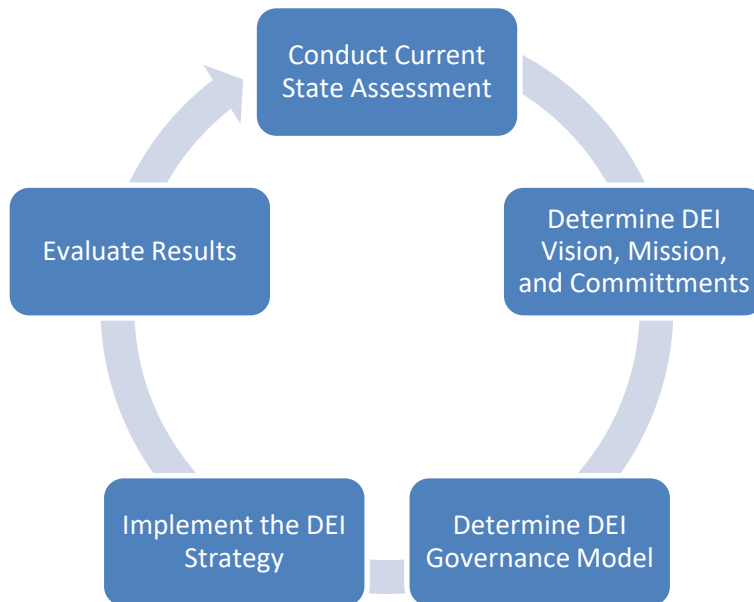 Conduct Current
State Assessment
Determine DEI
Vision, Mission,
and Committments
Determine DEI
Governance Model
Implement the DEI
Strategy
Evaluate Results